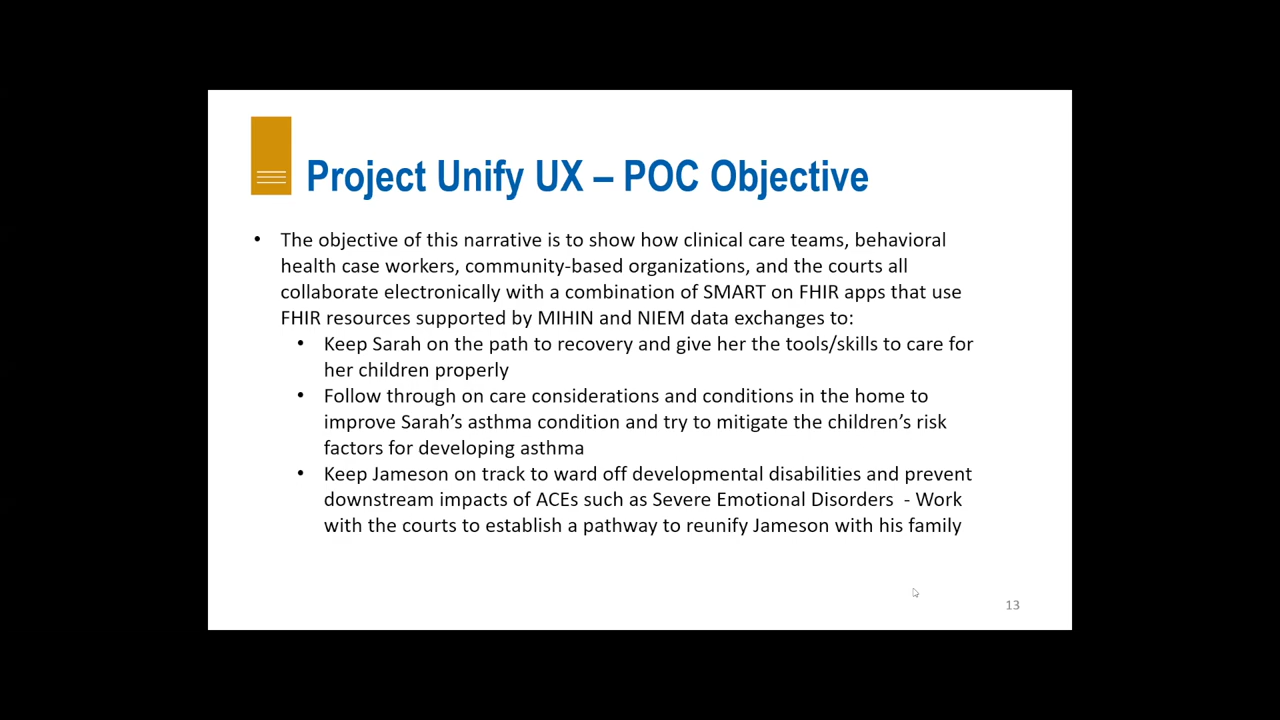 Project Unify UX – POC Objective
• The objective of this narrative is to show how clinical care teams, behavioral
health case workers, community-based organizations, and the courts all
collaborate electronically with a combination of SMART on FHIR apps that use
FHIR resources supported by MIHIN and NIEM data exchanges to:
• Keep Sarah on the path to recovery and give her the tools/skills to care for
her children properly
• Follow through on care considerations and conditions in the home to
improve Sarah’s asthma condition and try to mitigate the children’s risk
factors for developing asthma
• Keep Jameson on track to ward off developmental disabilities and prevent
downstream impacts of ACEs such as Severe Emotional Disorders - Work
with the courts to establish a pathway to reunify Jameson with his family
13